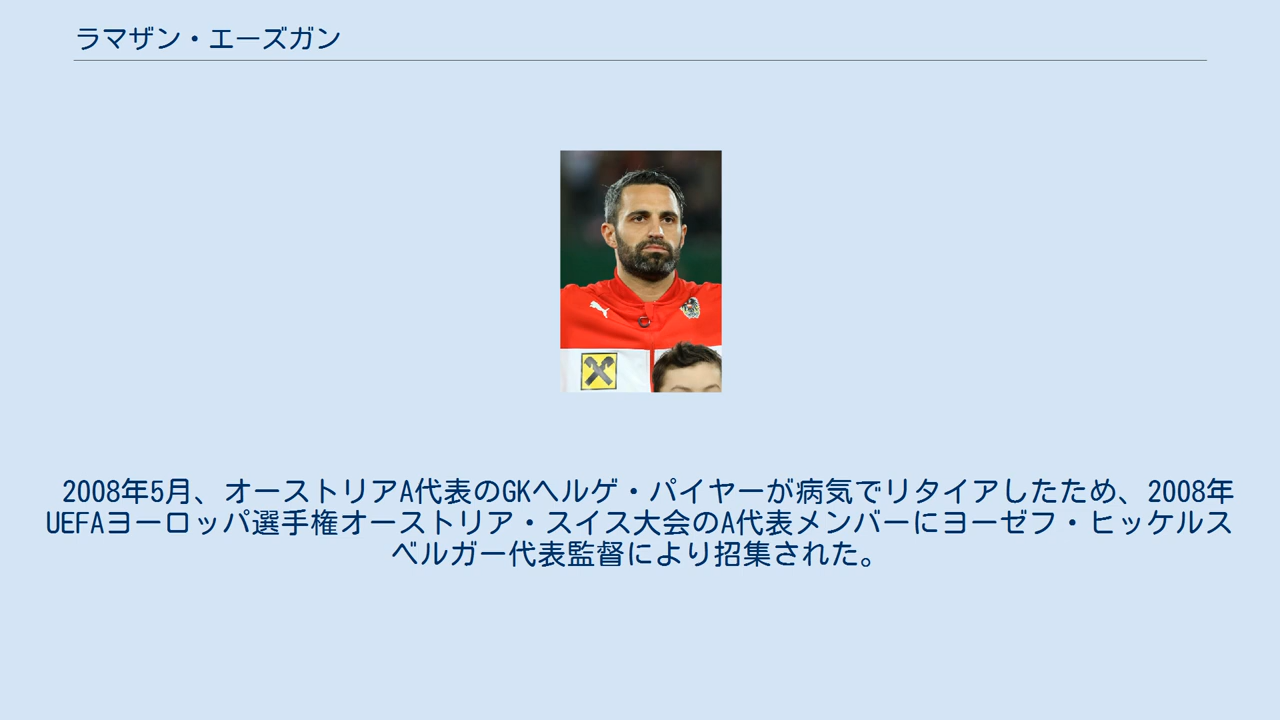 ラマザン・エーズガン
2008年5月、オーストリアA代表のGKヘルゲ・パイヤーが病気でリタイアしたため、2008年
UEFAヨーロッパ選手権オーストリア・スイス大会のA代表メンバーにヨーゼフ・ヒッケルス
ベルガー代表監督により招集された。